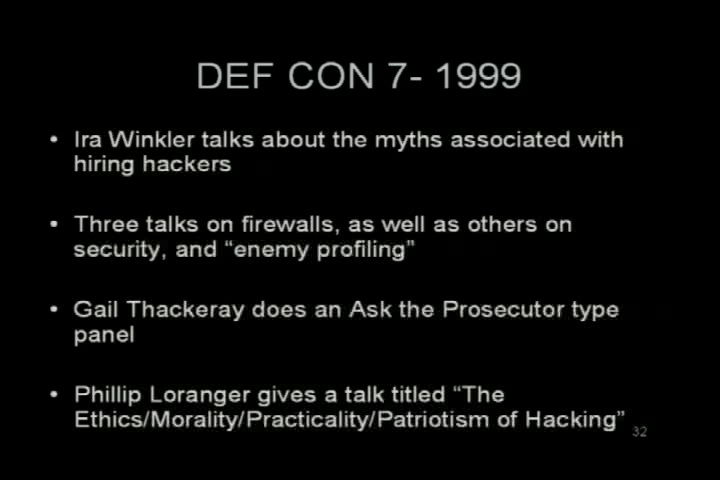 DEF CON 7- 1999
• Ira Winkler talks about the myths associated with
hiring hackers
• Three talks on firewalls, as well as others on
security, and “enemy profiling”
• Gail Thackeray does an Ask the Prosecutor type
panel
• Phillip Loranger gives a talk titled “The
Ethics/Morality/Practicality/Patriotism of Hacking”
32